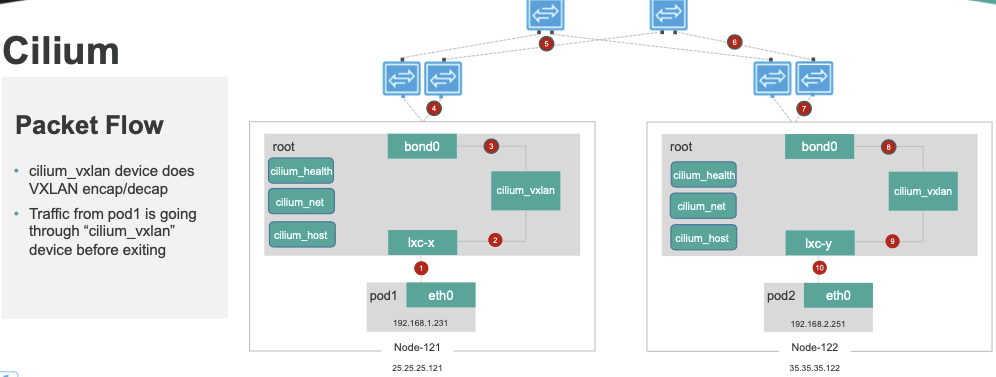 Cilium
Packet Flow
• cilium_vxlan device does
VXLAN encap/decap
• Traffic from pod1 is going
through “cilium_vxlan”
device before exiting
5
6
4
7
root
bond0
3
cilium_health
cilium_net
cilium_host
cilium_vxlan
lxc-x
2
1
pod1
eth0
192.168.1.231
Node-121
25.25.25.121
root
bond0
8
cilium_health
cilium_net
cilium_host
cilium_vxlan
lxc-y
9
10
pod2
eth0
192.168.2.251
Node-122
35.35.35.122